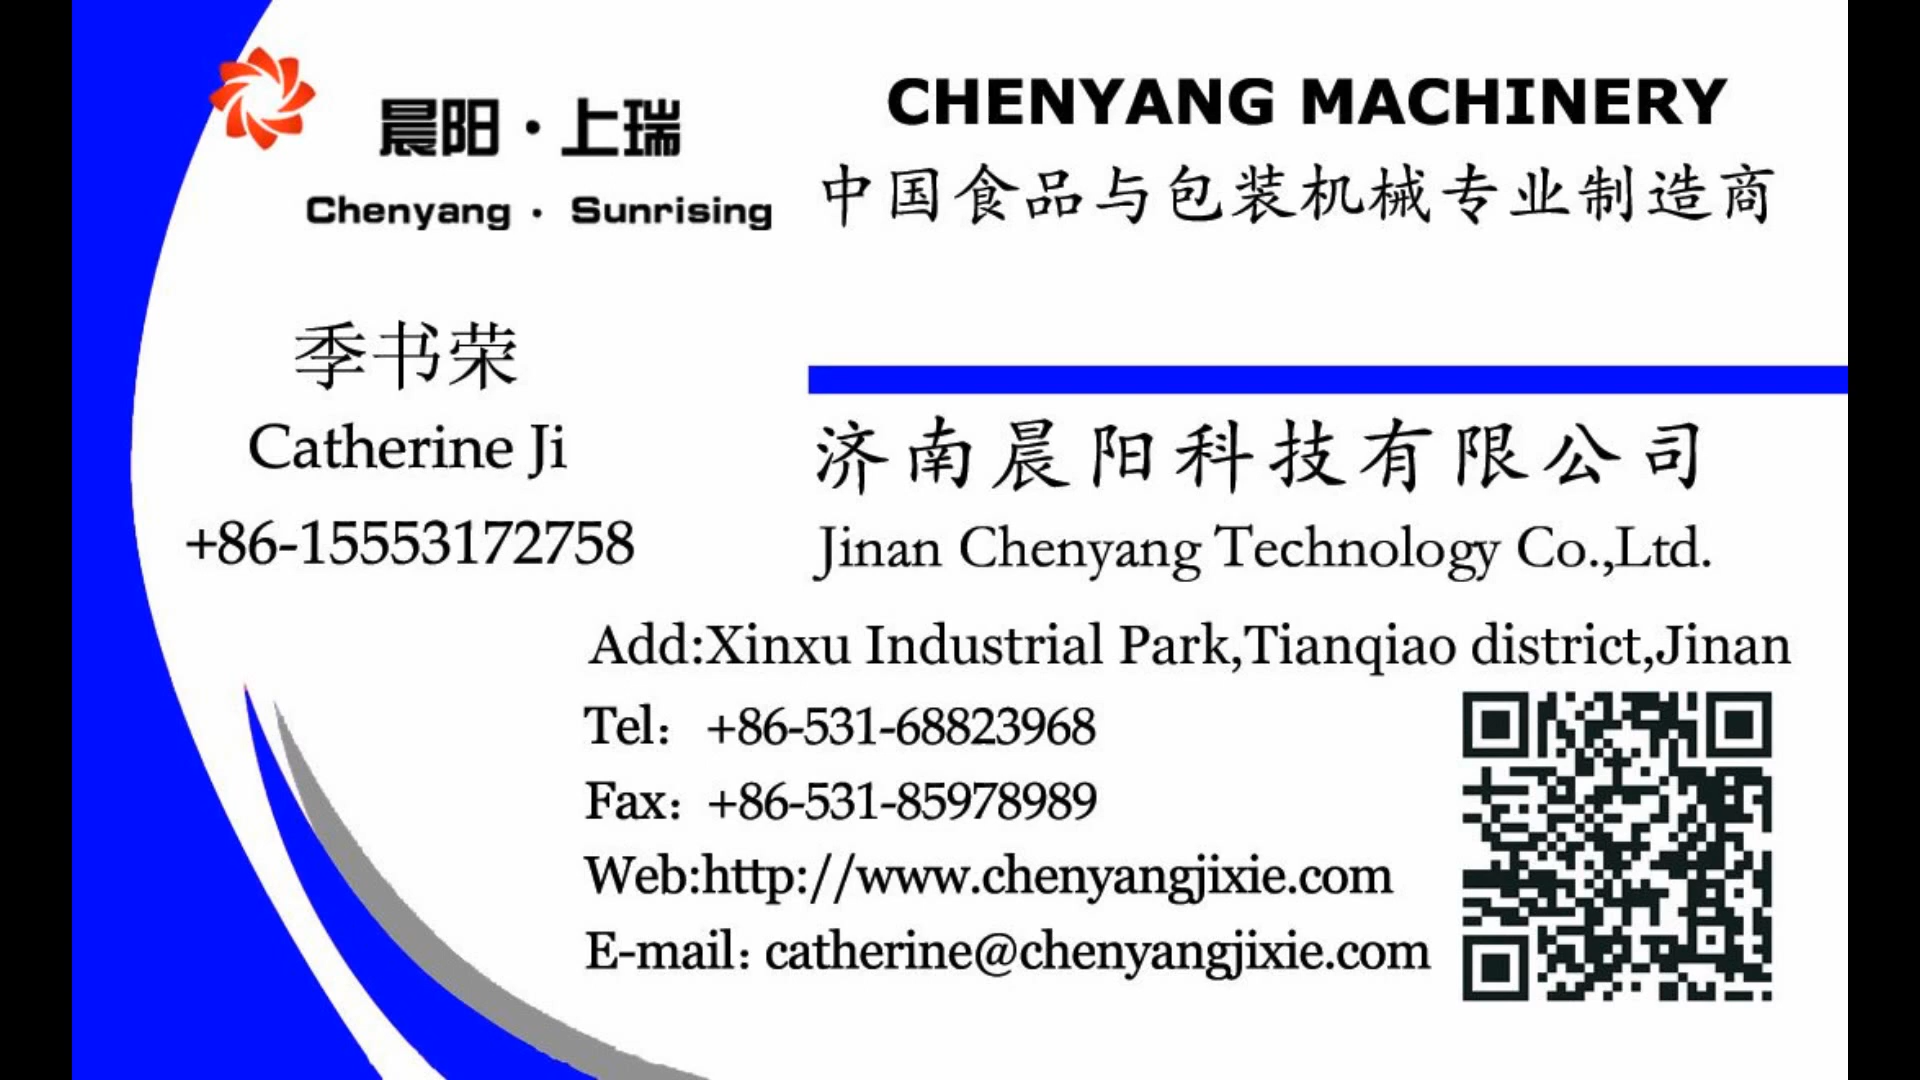 晨阳·上瑞
Chenyang · Sunrising
CHENYANG MACHINERY
中国食品与包装机械专业制造商
季书荣
Catherine Ji
+86-15553172758
济南晨阳科技有限公司
Jinan Chenyang Technology Co.,Ltd.
Add:Xinxu Industrial Park,Tianqiao district,Jinan
Tel：+86-531-68823968
Fax：+86-531-85978989
Web:http://www.chenyangjixie.com
E-mail：catherine@chenyangjixie.com